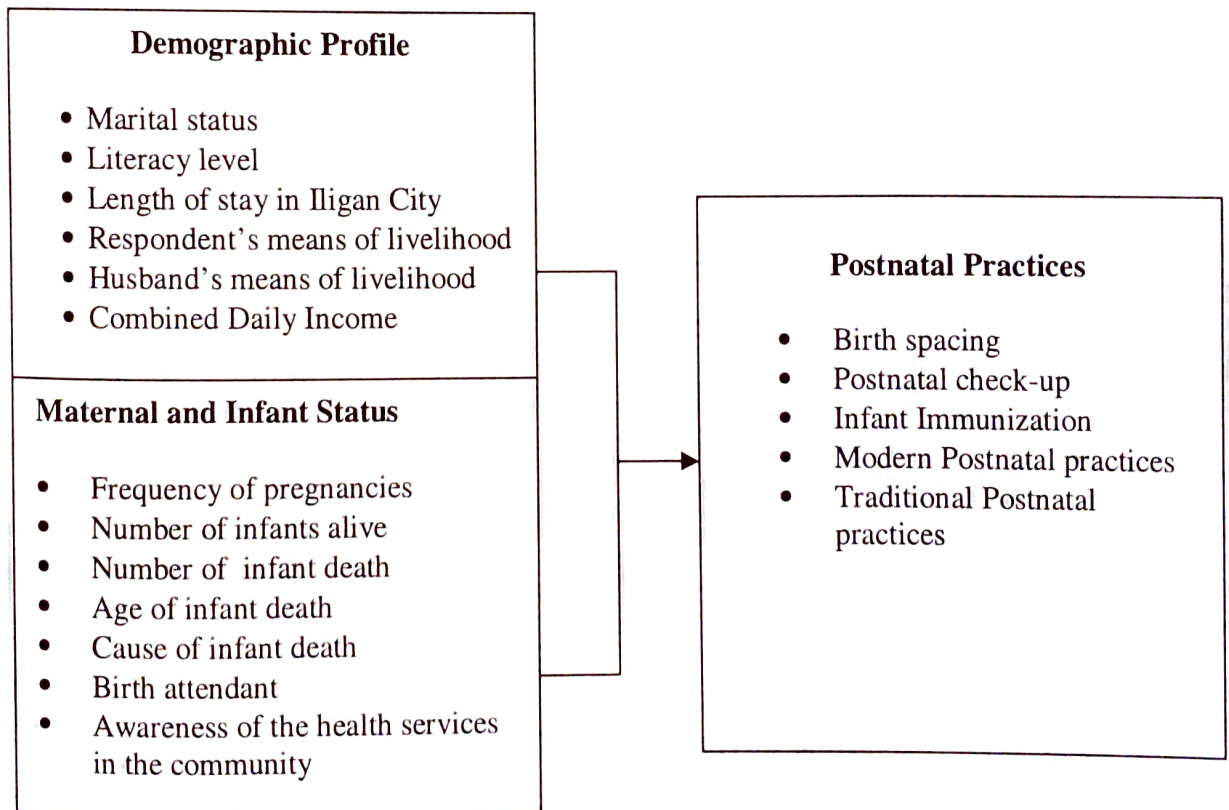 Demographic Profile
• Marital status
• Literacy level
• Length of stay in Iligan City
• Respondent's means of livelihood
• Husband's means of livelihood
• Combined Daily Income
Maternal and Infant Status
• Frequency of pregnancies
• Number of infants alive
• Number of infant death
• Age of infant death
• Cause of infant death
• Birth attendant
• Awareness of the health services
in the community
Postnatal Practices
• Birth spacing
• Postnatal check-up
• Infant Immunization
• Modern Postnatal practices
• Traditional Postnatal
practices